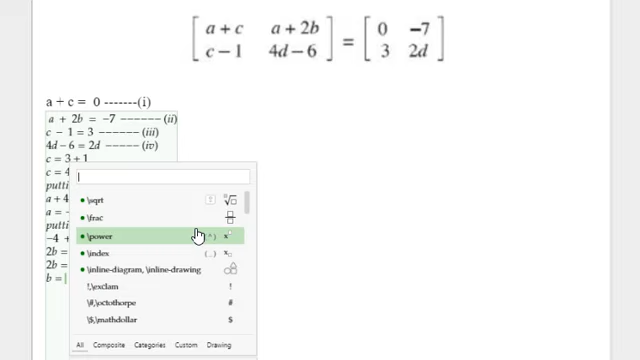 [ a + c   a + 2b ] = [ 0   −7 ]
[ c − 1   4d − 6 ]   [ 3   2d ]
a + c = 0 -------(i)
a + 2b = −7 −−−−−− (ii)
c − 1 = 3 −−−−−− (iii)
4d − 6 = 2d −−−−− (iv)
c = 3 + 1
c = 4
putti
a + 4
a = −
putti
−4 +
2b =
2b =
b =
\sqrt
\frac
\power (^) x
\index (_) x
\inline-diagram, \inline-drawing
!,\exclam !
\#,\octothorpe #
\$,\mathdollar $
All Composite Categories Custom Drawing